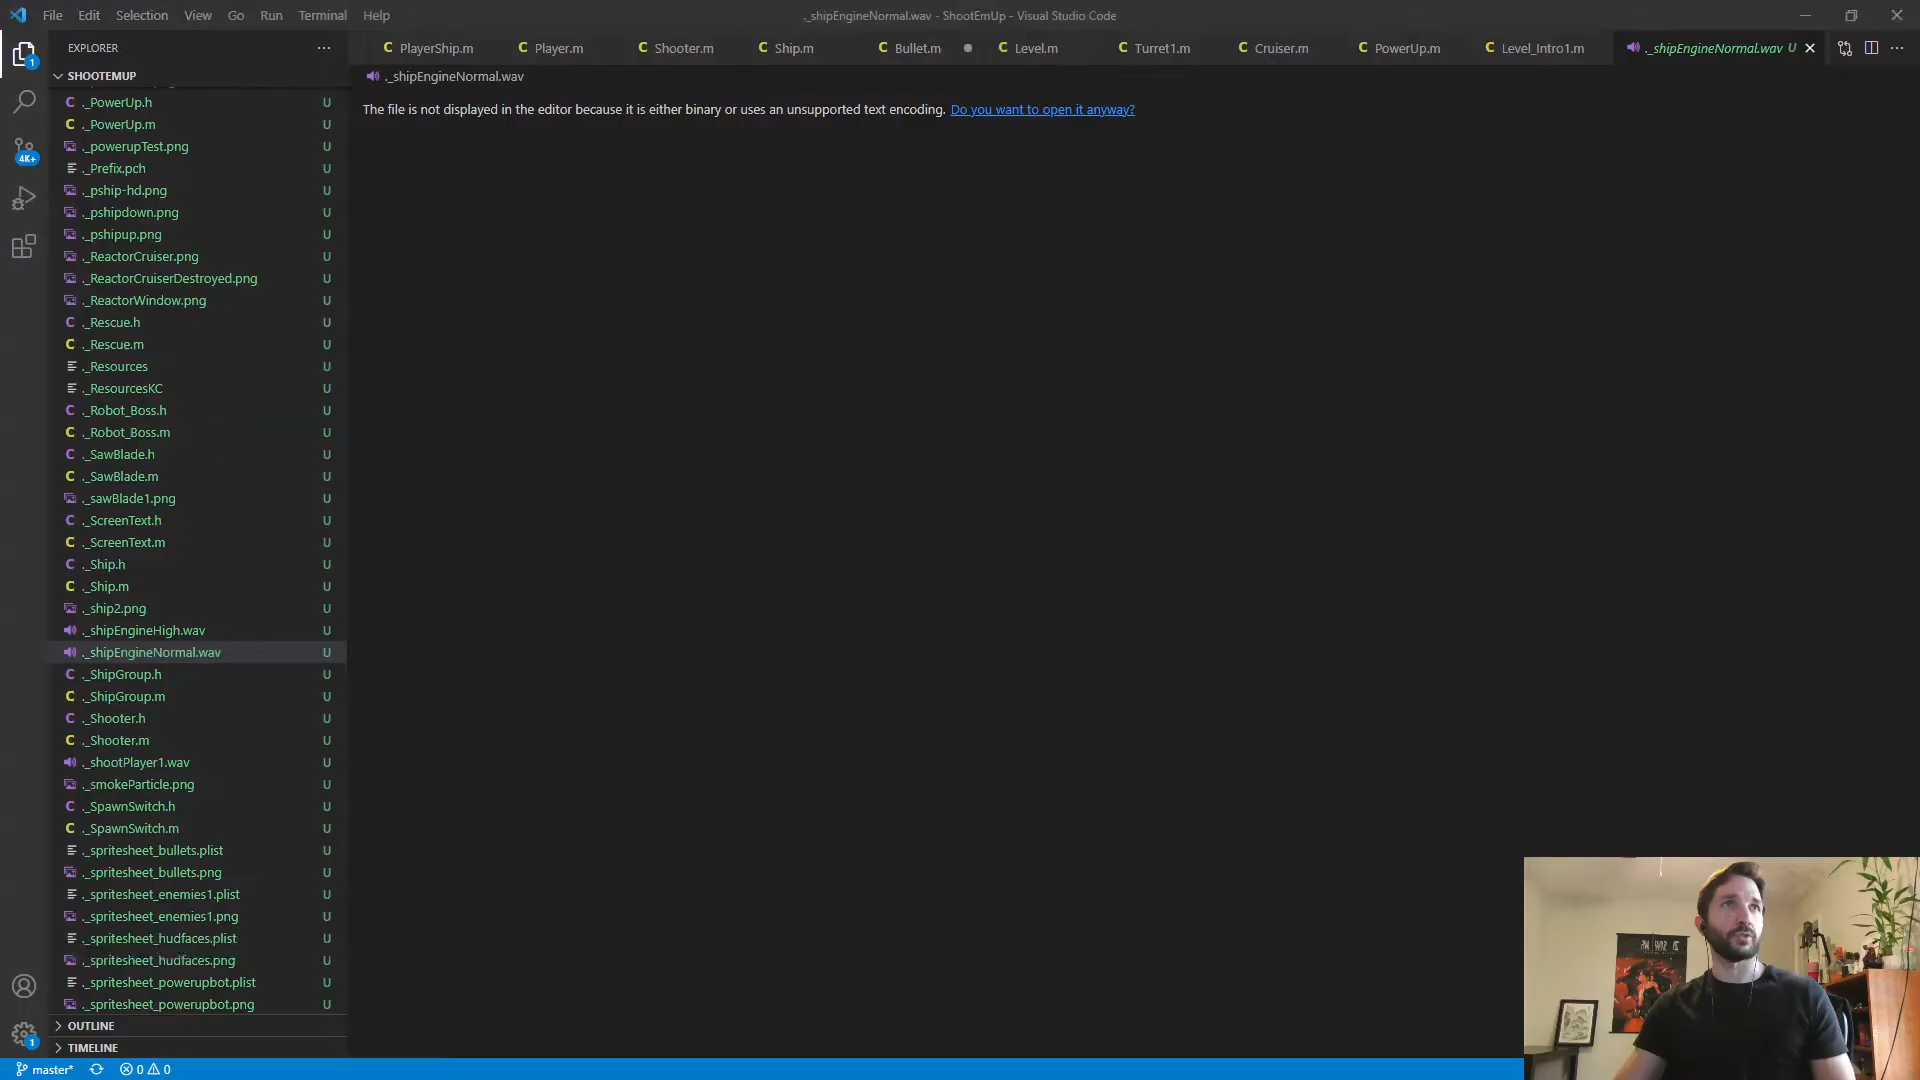 File Edit Selection View Go Run Terminal Help
._shipEngineNormal.wav - ShootEmUp - Visual Studio Code
EXPLORER
PlayerShip.m Player.m Shooter.m Ship.m Bullet.m Level.m Turret1.m Cruiser.m PowerUp.m Level_Intro1.m ._shipEngineNormal.wav U
1
SHOOTEMUP
._shipEngineNormal.wav
The file is not displayed in the editor because it is either binary or uses an unsupported text encoding. Do you want to open it anyway?
._PowerUp.h U
._PowerUp.m U
._powerupTest.png U
4K+
._Prefix.pch U
._pship-hd.png U
._pshipdown.png U
._pshipup.png U
._ReactorCruiser.png U
._ReactorCruiserDestroyed.png U
._ReactorWindow.png U
._Rescue.h U
._Rescue.m U
._Resources U
._ResourcesKC U
._Robot_Boss.h U
._Robot_Boss.m U
._SawBlade.h U
._SawBlade.m U
._sawBlade1.png U
._ScreenText.h U
._ScreenText.m U
._Ship.h U
._Ship.m U
._ship2.png U
._shipEngineHigh.wav U
._shipEngineNormal.wav U
._ShipGroup.h U
._ShipGroup.m U
._Shooter.h U
._Shooter.m U
._shootPlayer1.wav U
._smokeParticle.png U
._SpawnSwitch.h U
._SpawnSwitch.m U
._spritesheet_bullets.plist U
._spritesheet_bullets.png U
._spritesheet_enemies1.plist U
._spritesheet_enemies1.png U
._spritesheet_hudfaces.plist U
._spritesheet_hudfaces.png U
._spritesheet_powerupbot.plist U
._spritesheet_powerupbot.png U
OUTLINE
1
TIMELINE
master* 0 0